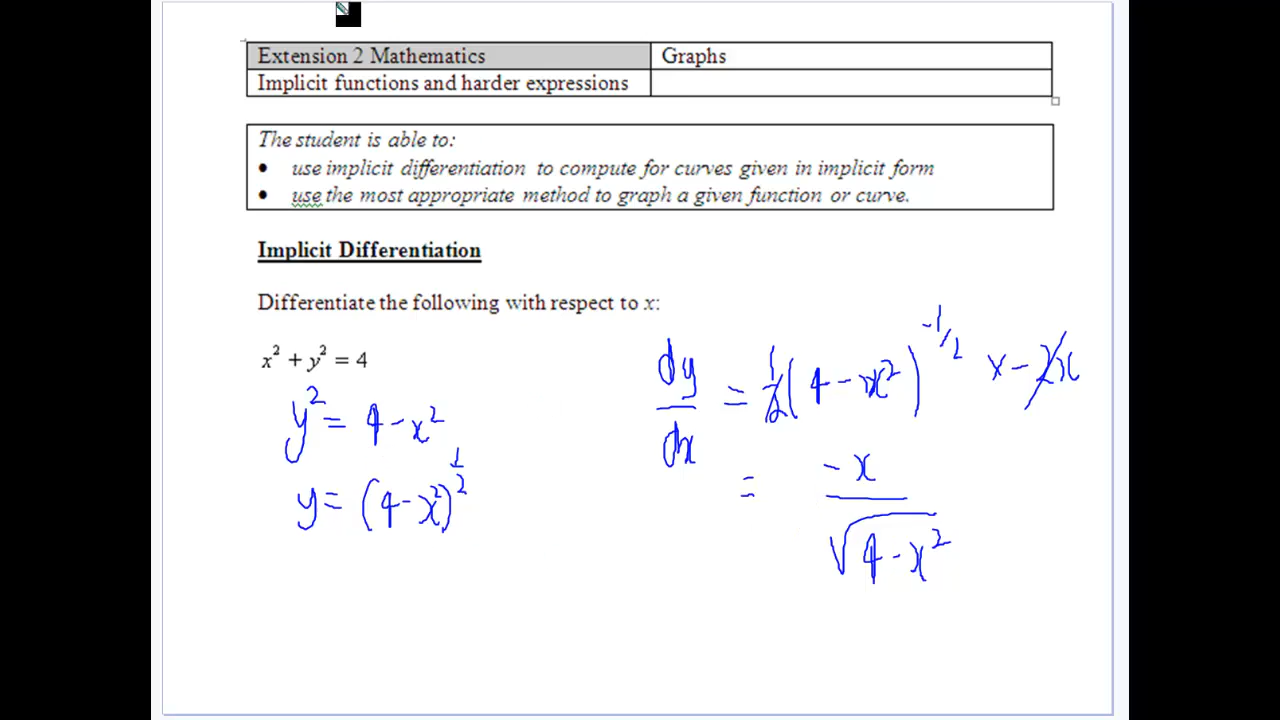 Extension 2 Mathematics
Graphs
Implicit functions and harder expressions
The student is able to:
• use implicit differentiation to compute for curves given in implicit form
• use the most appropriate method to graph a given function or curve.
Implicit Differentiation
Differentiate the following with respect to x:
x² + y² = 4
y² = 4 - x²
y = (4 - x²)^1/2
dy/dx = 1/2 (4 - x²)^-1/2 x - 2x
= -x/√4 - x²